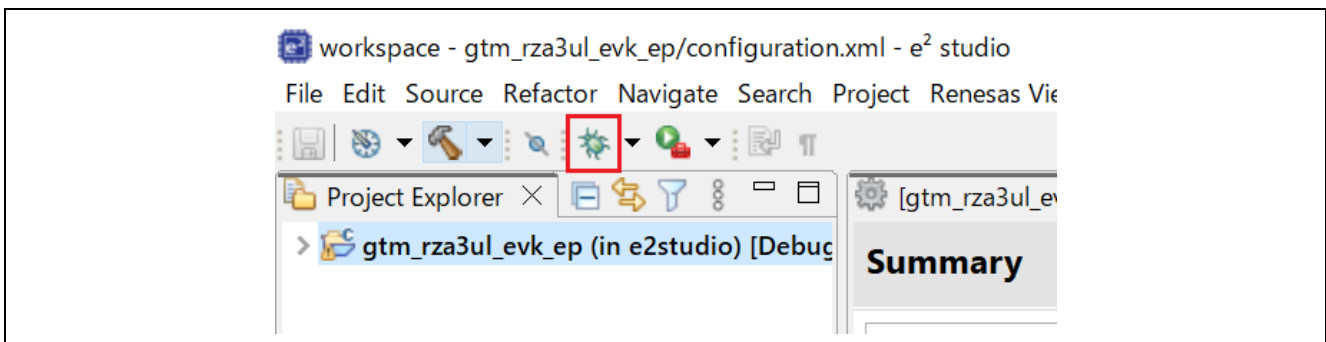 workspace - gtm_rza3ul_evk_ep/configuration.xml - e² studio
File Edit Source Refactor Navigate Search Project Renesas Vie
Project Explorer
[gtm_rza3ul_e
gtm_rza3ul_evk_ep (in e2studio) [Debug
Summary